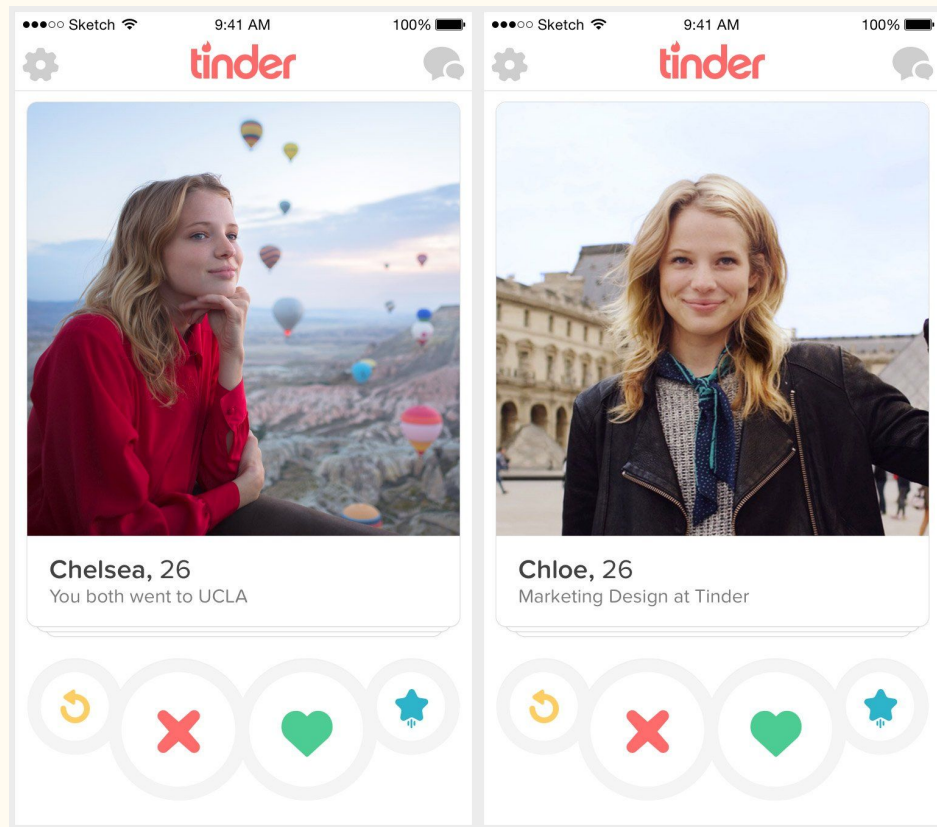 Sketch 9:41 AM 100%
tinder
Chelsea, 26
You both went to UCLA
Sketch 9:41 AM 100%
tinder
Chloe, 26
Marketing Design at Tinder